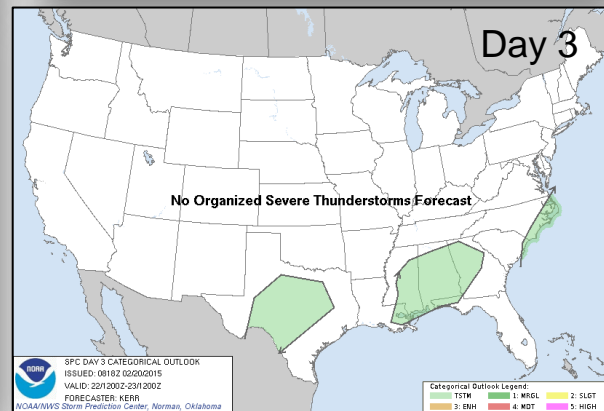 Day 3
No Organized Severe Thunderstorms Forecast
NOAA
SPC DAY 3 CATEGORICAL OUTLOOK
ISSUED: 0818Z 02/20/2015
VALID: 22/1200Z-23/1200Z
FORECASTER: KERR
NOAA/NWS Storm Prediction Center, Norman, Oklahoma
Categorical Outlook Legend:
TSTM 1: MRGL 2: SLGT
3: ENH 4: MDT 5: HIGH